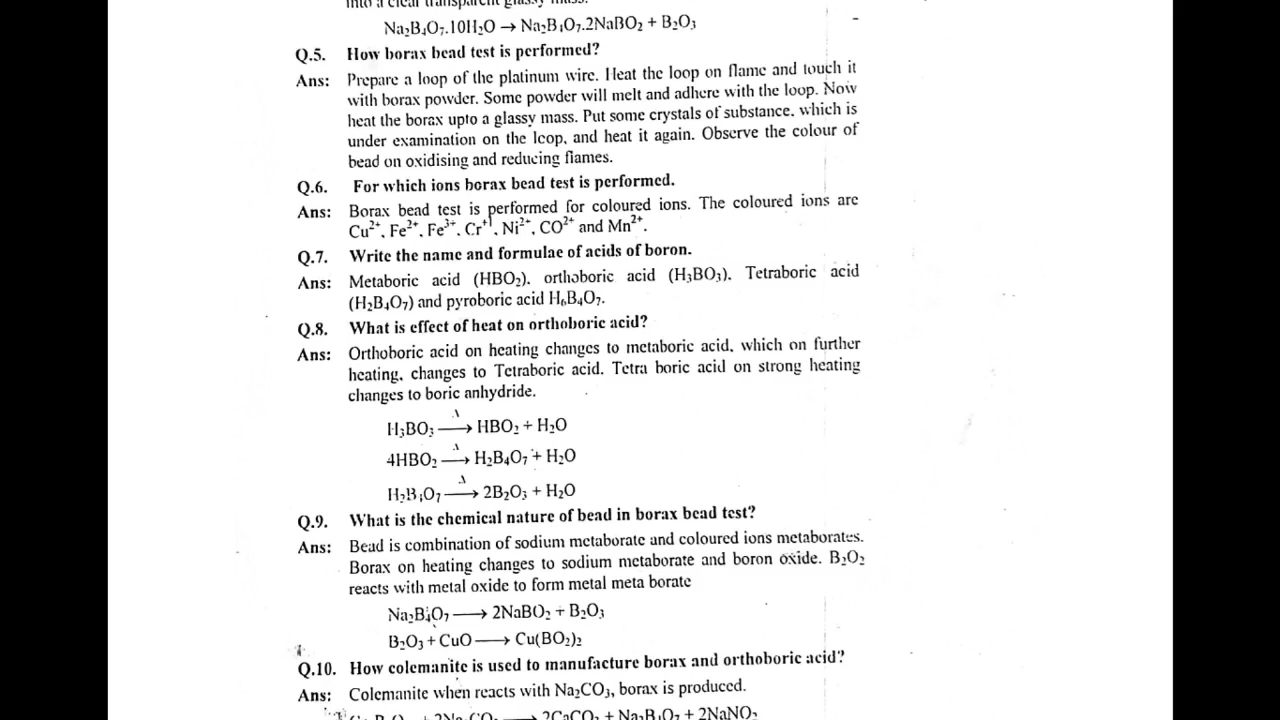 into a clear transparent glassy mass.
Na₂B₄O₇.10H₂O → Na₂B₄O₇.2NaBO₂ + B₂O₃
Q.5. How borax bead test is performed?
Ans: Prepare a loop of the platinum wire. Heat the loop on flame and touch it
with borax powder. Some powder will melt and adhere with the loop. Now
heat the borax upto a glassy mass. Put some crystals of substance, which is
under examination on the loop, and heat it again. Observe the colour of
bead on oxidising and reducing flames.
Q.6. For which ions borax bead test is performed.
Ans: Borax bead test is performed for coloured ions. The coloured ions are
Cu²⁺, Fe²⁺, Fe³⁺, Ni²⁺, CO²⁺ and Mn²⁺.
Q.7. Write the name and formulae of acids of boron.
Ans: Metaboric acid (HBO₂), orthoboric acid (H₃BO₃), Tetraboric acid
(H₂B₄O₇) and pyroboric acid H₆B₄O₇.
Q.8. What is effect of heat on orthoboric acid?
Ans: Orthoboric acid on heating changes to metaboric acid, which on further
heating, changes to Tetraboric acid. Tetra boric acid on strong heating
changes to boric anhydride.
H₃BO₃ —Δ→ HBO₂ + H₂O
4HBO₂ —Δ→ H₂B₄O₇ + H₂O
H₂B₄O₇ —Δ→ 2B₂O₃ + H₂O
Q.9. What is the chemical nature of bead in borax bead test?
Ans: Bead is combination of sodium metaborate and coloured ions metaborates.
Borax on heating changes to sodium metaborate and boron oxide. B₂O₂
reacts with metal oxide to form metal meta borate
Na₂B₄O₇ ⟶ 2NaBO₂ + B₂O₃
B₂O₃ + CuO ⟶ Cu(BO₂)₂
Q.10. How colemanite is used to manufacture borax and orthoboric acid?
Ans: Colemanite when reacts with Na₂CO₃, borax is produced.
⟶ 2CaCO₃ + Na₂B₄O₇ + 2NaNO₂